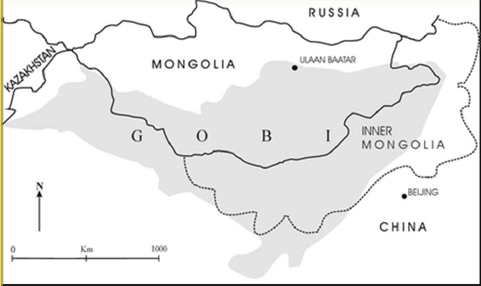 RUSSIA
KAZAKHSTAN
MONGOLIA
ULAAN BAATAR
G O B I
INNER
MONGOLIA
N
BEIJING
CHINA
0 Km 1000